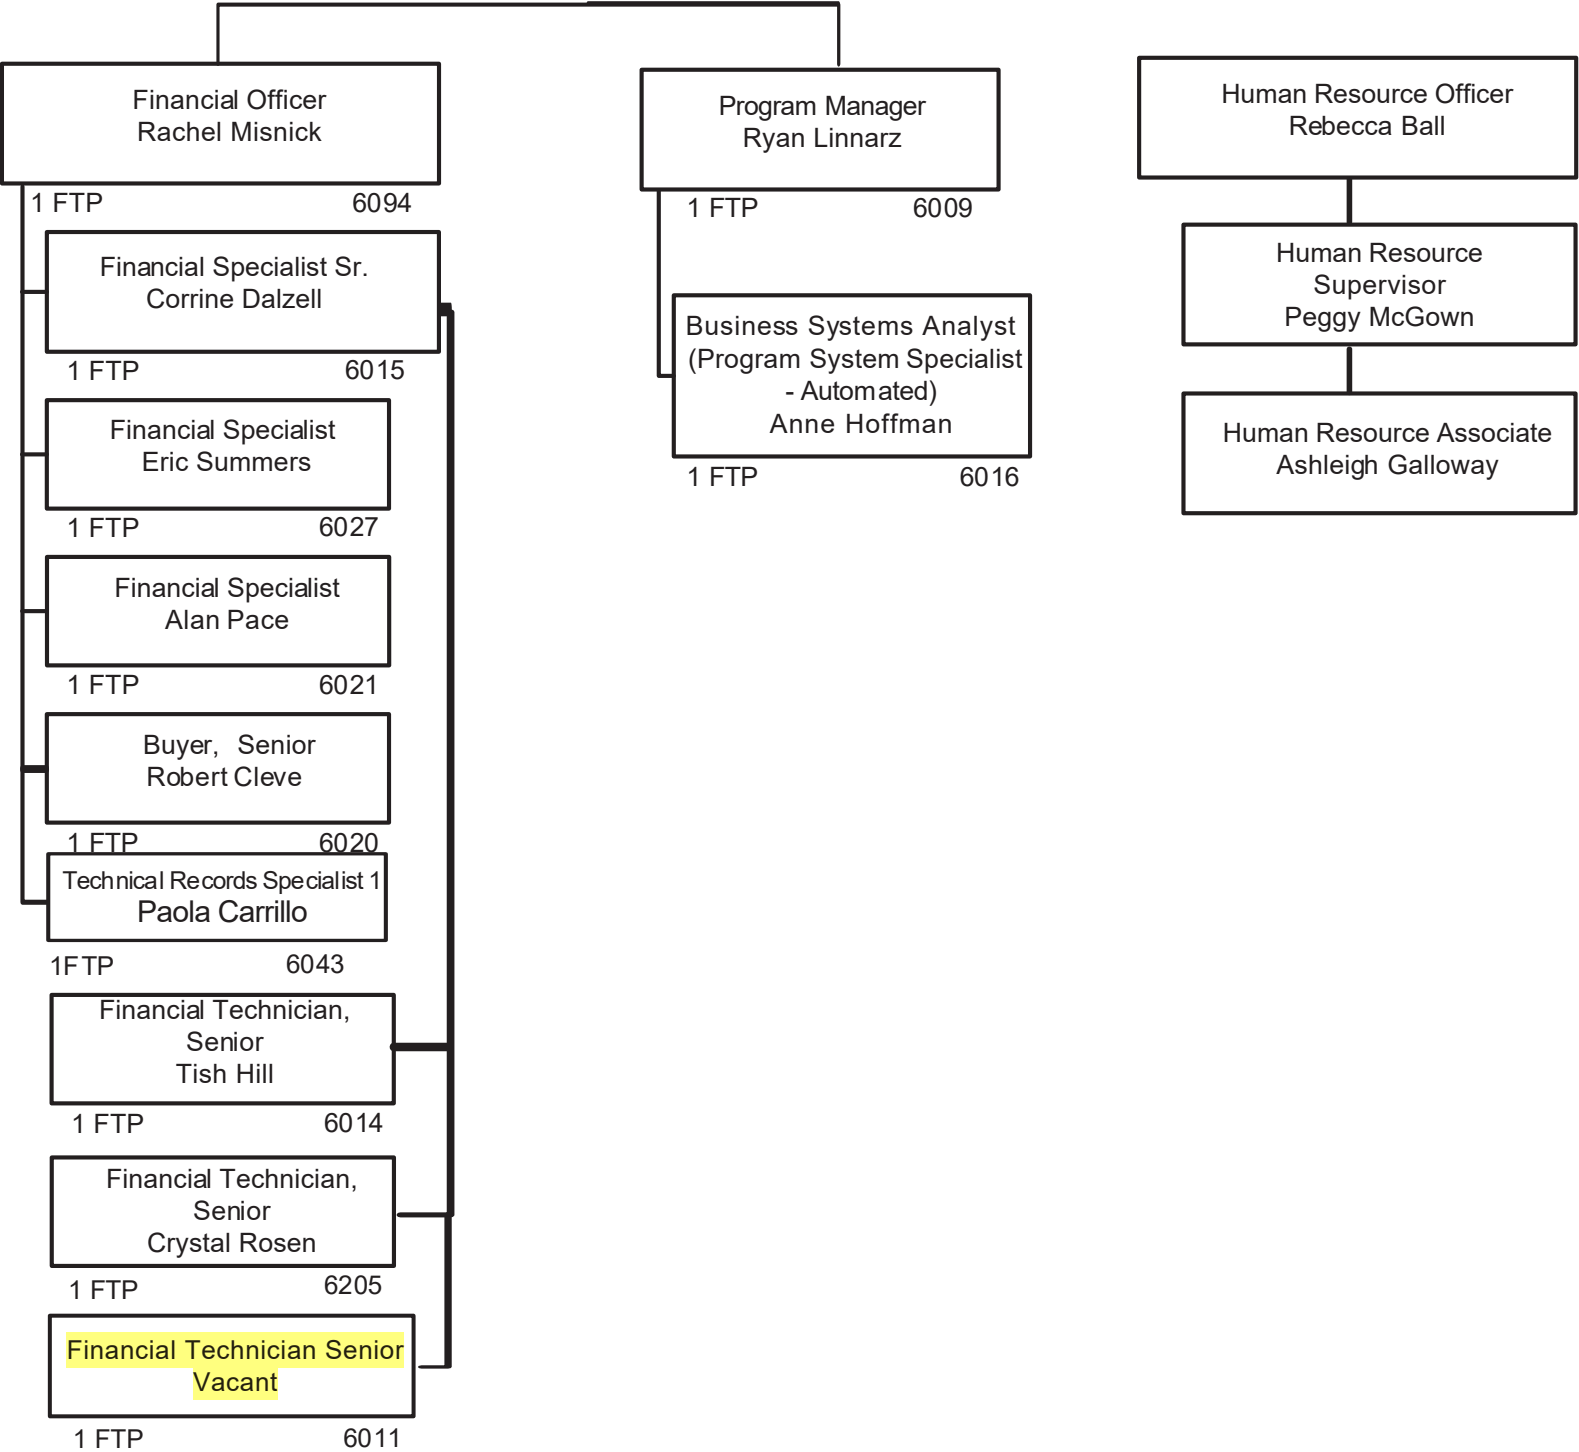 Financial Officer
Rachel Misnick
1 FTP 6094
Financial Specialist Sr.
Corrine Dalzell
1 FTP 6015
Financial Specialist
Eric Summers
1 FTP 6027
Financial Specialist
Alan Pace
1 FTP 6021
Buyer, Senior
Robert Cleve
1 FTP 6020
Technical Records Specialist 1
Paola Carrillo
1FTP 6043
Financial Technician,
Senior
Tish Hill
1 FTP 6014
Financial Technician,
Senior
Crystal Rosen
1 FTP 6205
Financial Technician Senior
Vacant
1 FTP 6011
Program Manager
Ryan Linnarz
1 FTP 6009
Business Systems Analyst
(Program System Specialist
- Automated)
Anne Hoffman
1 FTP 6016
Human Resource Officer
Rebecca Ball
Human Resource
Supervisor
Peggy McGown
Human Resource Associate
Ashleigh Galloway